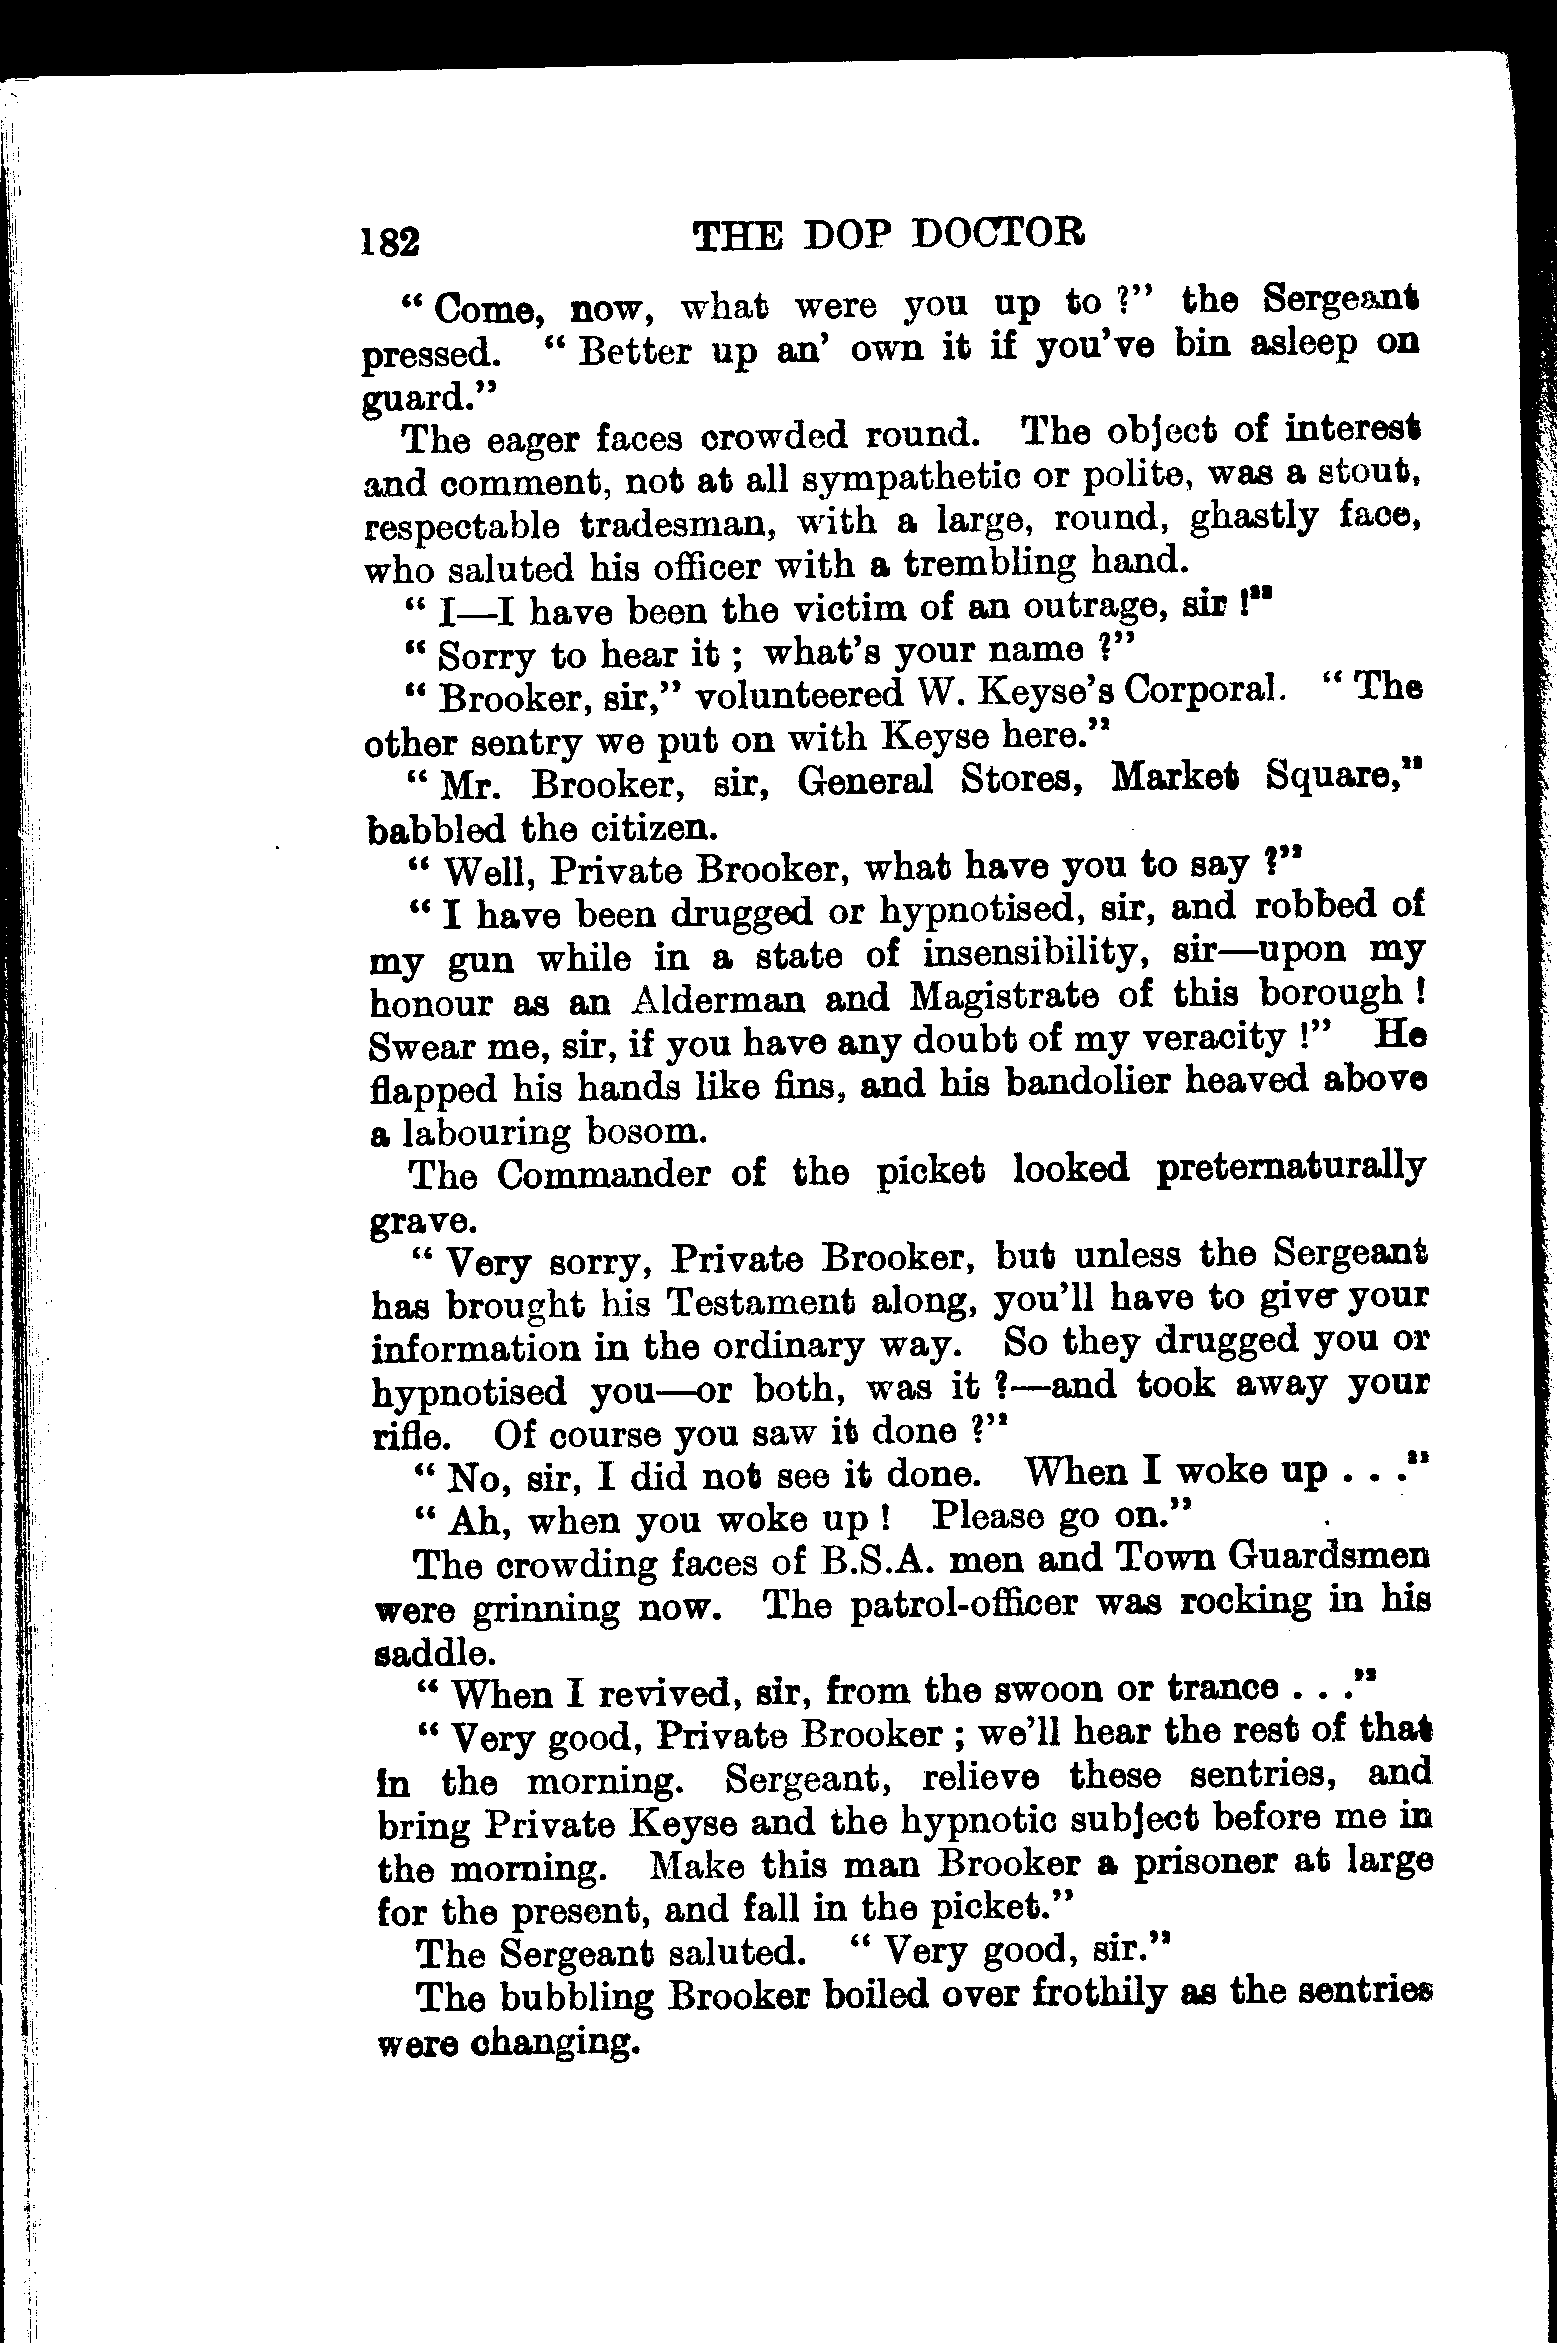 182 THE DOP DOCTOR
“ Come, now, what were you up to ?” the Sergeant
pressed. “ Better up an’ own it if you’ve bin asleep on
guard.”
The eager faces crowded round. The object of interest
and comment, not at all sympathetic or polite, was a stout,
respectable tradesman, with a large, round, ghastly face,
who saluted his officer with a trembling hand.
“ I—I have been the victim of an outrage, sir !”
“ Sorry to hear it ; what’s your name ?”
“ Brooker, sir,” volunteered W. Keyse’s Corporal. “ The
other sentry we put on with Keyse here.”
“ Mr. Brooker, sir, General Stores, Market Square,”
babbled the citizen.
“ Well, Private Brooker, what have you to say ?”
“ I have been drugged or hypnotised, sir, and robbed of
my gun while in a state of insensibility, sir—upon my
honour as an Alderman and Magistrate of this borough !
Swear me, sir, if you have any doubt of my veracity !” He
flapped his hands like fins, and his bandolier heaved above
a labouring bosom.
The Commander of the picket looked preternaturally
grave.
“ Very sorry, Private Brooker, but unless the Sergeant
has brought his Testament along, you’ll have to give your
information in the ordinary way. So they drugged you or
hypnotised you—or both, was it ?—and took away your
rifle. Of course you saw it done ?”
“ No, sir, I did not see it done. When I woke up . . .”
“ Ah, when you woke up ! Please go on.”
The crowding faces of B.S.A. men and Town Guardsmen
were grinning now. The patrol-officer was rocking in his
saddle.
“ When I revived, sir, from the swoon or trance . . .”
“ Very good, Private Brooker ; we’ll hear the rest of that
in the morning. Sergeant, relieve these sentries, and
bring Private Keyse and the hypnotic subject before me in
the morning. Make this man Brooker a prisoner at large
for the present, and fall in the picket.”
The Sergeant saluted. “ Very good, sir.”
The bubbling Brooker boiled over frothily as the sentries
were changing.